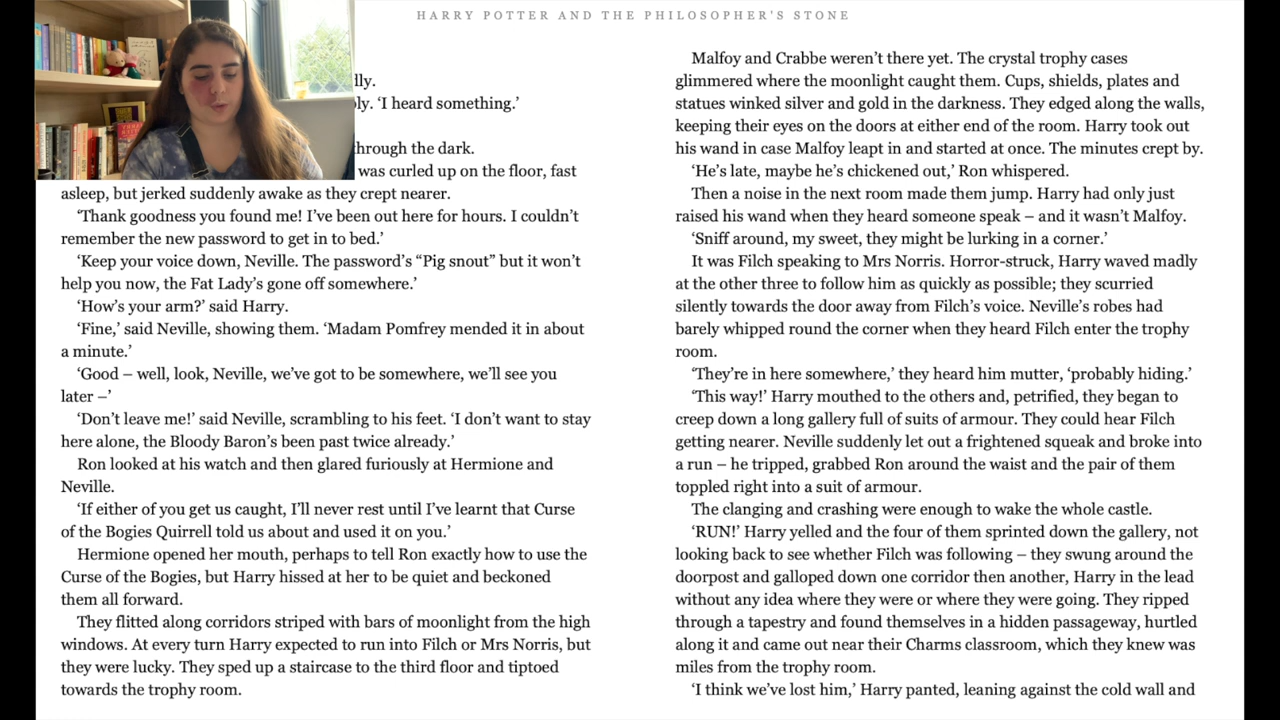 HARRY POTTER AND THE PHILOSOPHER'S STONE
‘I heard something.’
through the dark.
was curled up on the floor, fast
asleep, but jerked suddenly awake as they crept nearer.
‘Thank goodness you found me! I’ve been out here for hours. I couldn’t
remember the new password to get in to bed.’
‘Keep your voice down, Neville. The password’s “Pig snout” but it won’t
help you now, the Fat Lady’s gone off somewhere.’
‘How’s your arm?’ said Harry.
‘Fine,’ said Neville, showing them. ‘Madam Pomfrey mended it in about
a minute.’
‘Good – well, look, Neville, we’ve got to be somewhere, we’ll see you
later –’
‘Don’t leave me!’ said Neville, scrambling to his feet. ‘I don’t want to stay
here alone, the Bloody Baron’s been past twice already.’
Ron looked at his watch and then glared furiously at Hermione and
Neville.
‘If either of you get us caught, I’ll never rest until I’ve learnt that Curse
of the Bogies Quirrell told us about and used it on you.’
Hermione opened her mouth, perhaps to tell Ron exactly how to use the
Curse of the Bogies, but Harry hissed at her to be quiet and beckoned
them all forward.
They flitted along corridors striped with bars of moonlight from the high
windows. At every turn Harry expected to run into Filch or Mrs Norris, but
they were lucky. They sped up a staircase to the third floor and tiptoed
towards the trophy room.
Malfoy and Crabbe weren’t there yet. The crystal trophy cases
glimmered where the moonlight caught them. Cups, shields, plates and
statues winked silver and gold in the darkness. They edged along the walls,
keeping their eyes on the doors at either end of the room. Harry took out
his wand in case Malfoy leapt in and started at once. The minutes crept by.
‘He’s late, maybe he’s chickened out,’ Ron whispered.
Then a noise in the next room made them jump. Harry had only just
raised his wand when they heard someone speak – and it wasn’t Malfoy.
‘Sniff around, my sweet, they might be lurking in a corner.’
It was Filch speaking to Mrs Norris. Horror-struck, Harry waved madly
at the other three to follow him as quickly as possible; they scurried
silently towards the door away from Filch’s voice. Neville’s robes had
barely whipped round the corner when they heard Filch enter the trophy
room.
‘They’re in here somewhere,’ they heard him mutter, ‘probably hiding.’
‘This way!’ Harry mouthed to the others and, petrified, they began to
creep down a long gallery full of suits of armour. They could hear Filch
getting nearer. Neville suddenly let out a frightened squeak and broke into
a run – he tripped, grabbed Ron around the waist and the pair of them
toppled right into a suit of armour.
The clanging and crashing were enough to wake the whole castle.
‘RUN!’ Harry yelled and the four of them sprinted down the gallery, not
looking back to see whether Filch was following – they swung around the
doorpost and galloped down one corridor then another, Harry in the lead
without any idea where they were or where they were going. They ripped
through a tapestry and found themselves in a hidden passageway, hurtled
along it and came out near their Charms classroom, which they knew was
miles from the trophy room.
‘I think we’ve lost him,’ Harry panted, leaning against the cold wall and